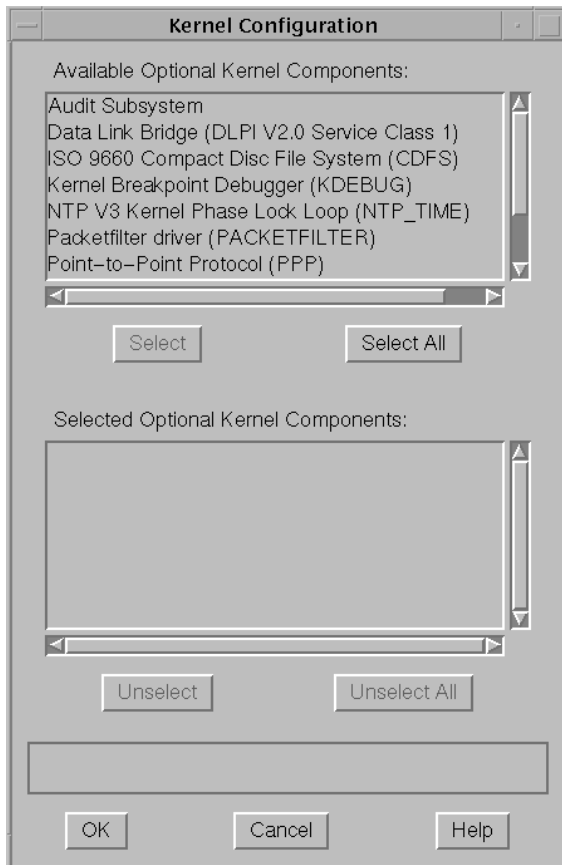 Kernel Configuration
Available Optional Kernel Components:
Audit Subsystem
Data Link Bridge (DLPI V2.0 Service Class 1)
ISO 9660 Compact Disc File System (CDFS)
Kernel Breakpoint Debugger (KDEBUG)
NTP V3 Kernel Phase Lock Loop (NTP_TIME)
Packetfilter driver (PACKETFILTER)
Point-to-Point Protocol (PPP)
Select Select All
Selected Optional Kernel Components:
Unselect Unselect All
OK Cancel Help